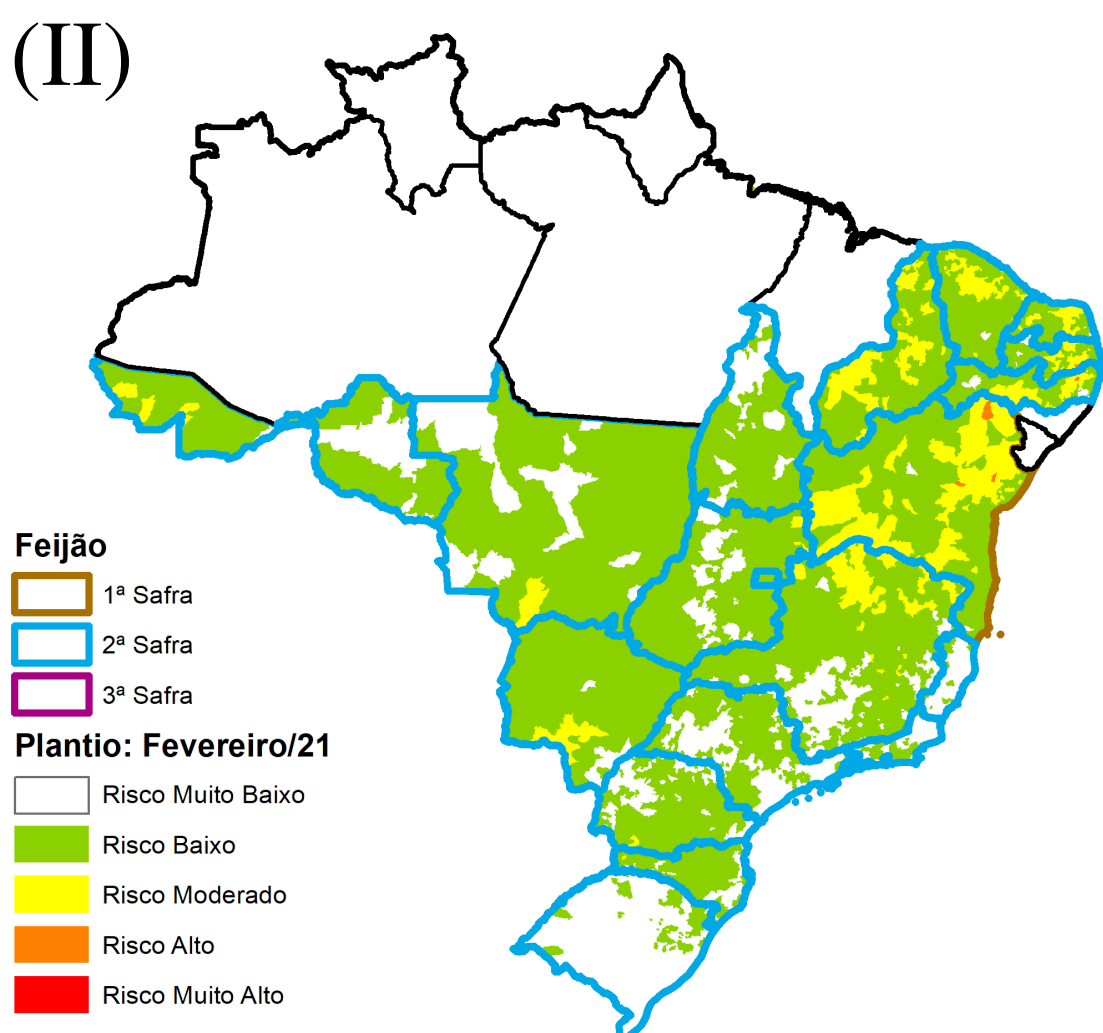 (II)
Feijão
1ª Safra
2ª Safra
3ª Safra
Plantio: Fevereiro/21
Risco Muito Baixo
Risco Baixo
Risco Moderado
Risco Alto
Risco Muito Alto